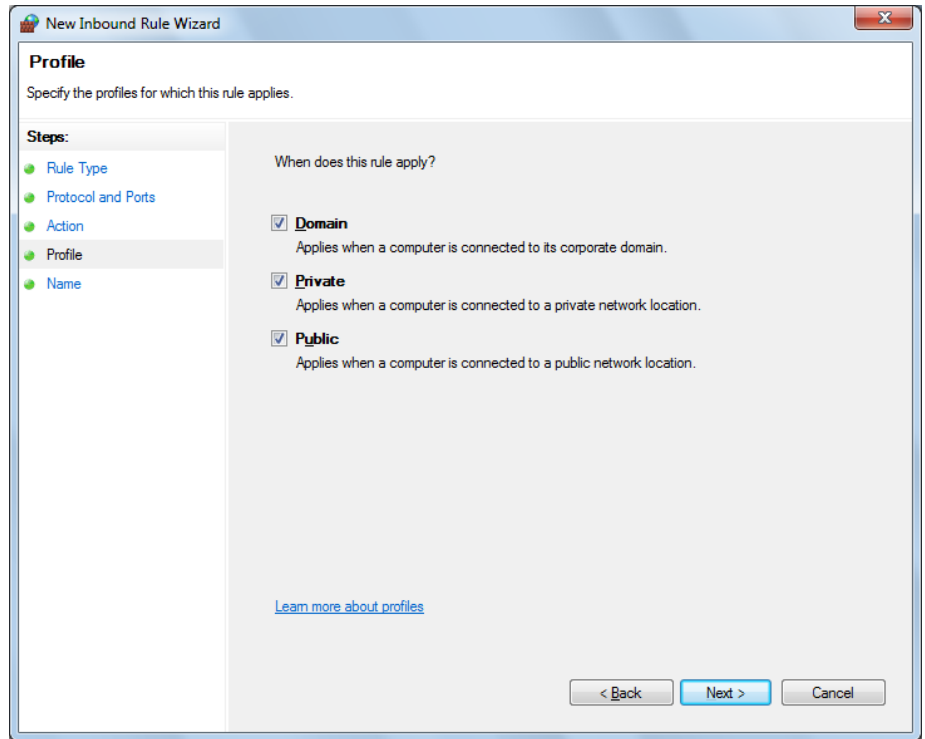 New Inbound Rule Wizard
Profile
Specify the profiles for which this rule applies.
Steps:
Rule Type
Protocol and Ports
Action
Profile
Name
When does this rule apply?
Domain
Applies when a computer is connected to its corporate domain.
Private
Applies when a computer is connected to a private network location.
Public
Applies when a computer is connected to a public network location.
Learn more about profiles
< Back
Next >
Cancel